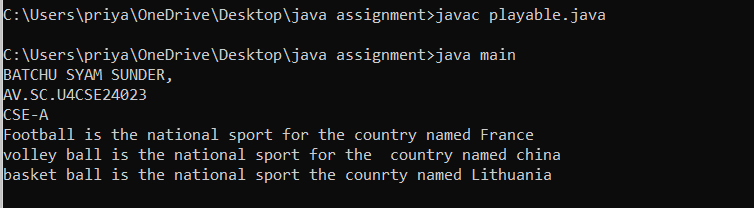 C:\Users\priya\OneDrive\Desktop\java assignment>javac playable.java
C:\Users\priya\OneDrive\Desktop\java assignment>java main
BATCHU SYAM SUNDER,
AV.SC.U4CSE24023
CSE-A
Football is the national sport for the country named France
volley ball is the national sport for the  country named china
basket ball is the national sport the counrty named Lithuania